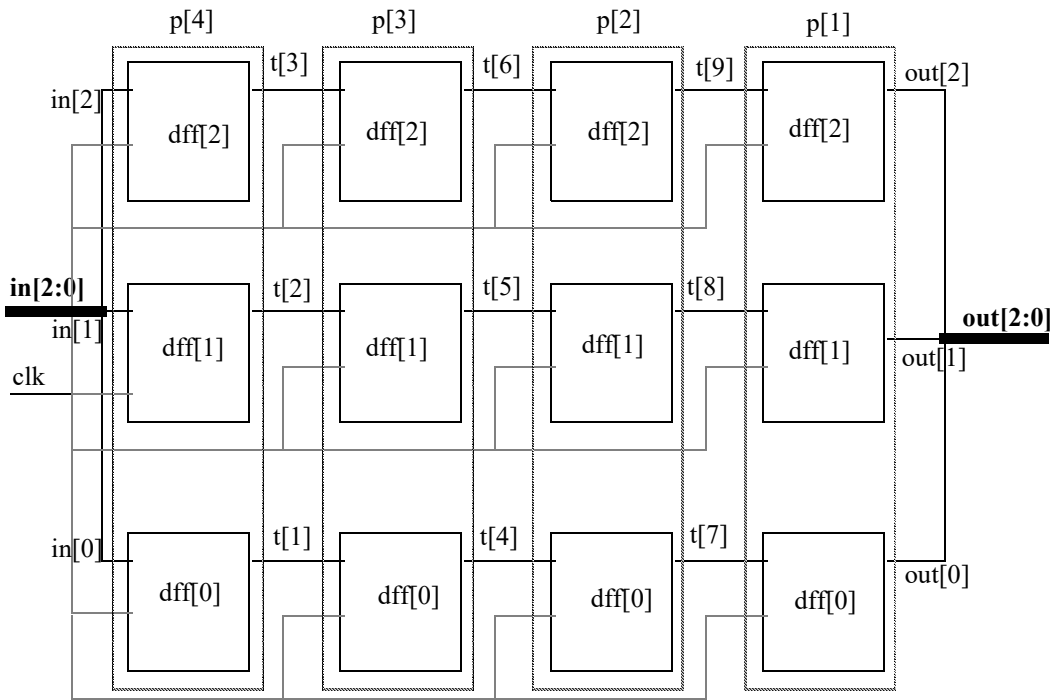 p[4] p[3] p[2] p[1]
t[3] t[6] t[9] out[2]
in[2]
dff[2] dff[2] dff[2] dff[2]
in[2:0] t[2] t[5] t[8]
in[1] out[2:0]
dff[1] dff[1] dff[1] dff[1] out[1]
clk
in[0] t[1] t[4] t[7]
out[0]
dff[0] dff[0] dff[0] dff[0]